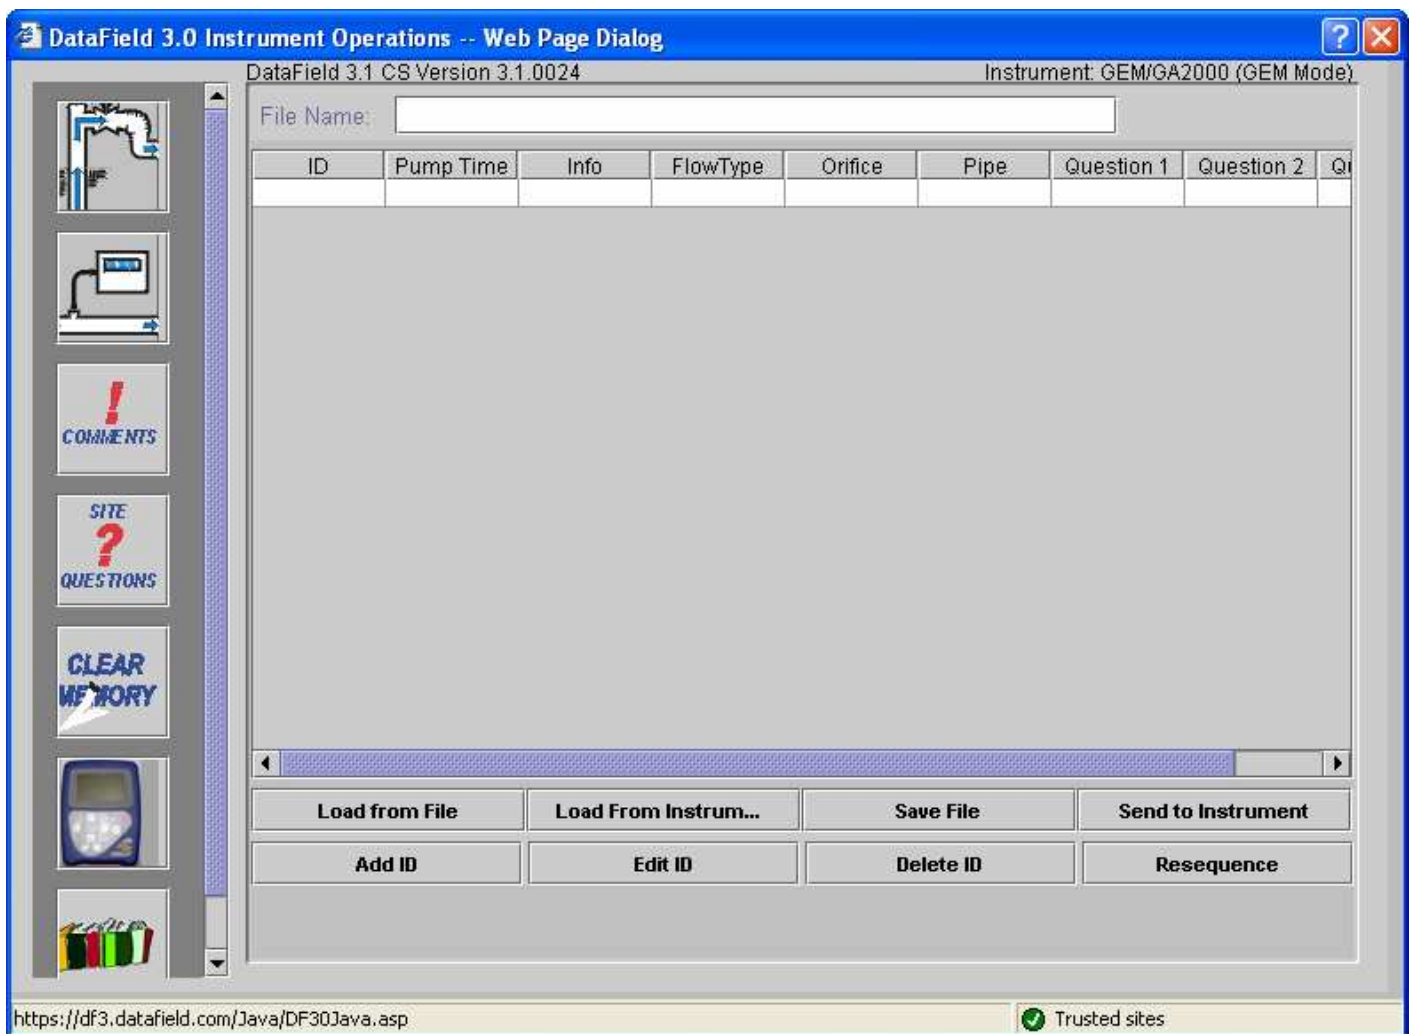 DataField 3.0 Instrument Operations -- Web Page Dialog
DataField 3.1 CS Version 3.1.0024 Instrument: GEM/GA2000 (GEM Mode)
File Name:
ID Pump Time Info FlowType Orifice Pipe Question 1 Question 2
COMMENTS
SITE
?
QUESTIONS
CLEAR
MEMORY
Load from File Load From Instrum... Save File Send to Instrument
Add ID Edit ID Delete ID Resequence
https://df3.datafield.com/Java/DF30Java.asp Trusted sites